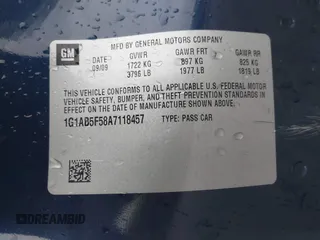 GM
MFD BY GENERAL MOTORS COMPANY
DATE GVWR GAWR FRT GAWR RR
09/09 1722 KG 897 KG 825 KG
3796 LB 1977 LB 1819 LB
THIS VEHICLE CONFORMS TO ALL APPLICABLE U.S. FEDERAL MOTOR
VEHICLE SAFETY, BUMPER, AND THEFT PREVENTION STANDARDS IN
EFFECT ON THE DATE OF MANUFACTURE SHOWN ABOVE.
1G1AB5F58A7118457 TYPE: PASS CAR
DREAMBID